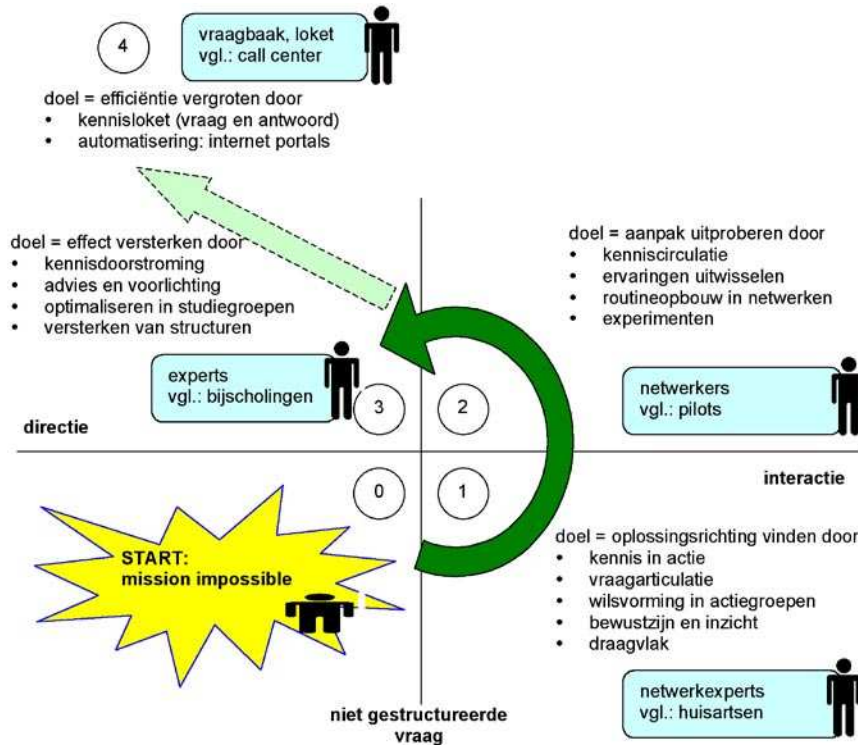 4
vraagbaak, loket
vgl.: call center
doel = efficiëntie vergroten door
• kennisloket (vraag en antwoord)
• automatisering: internet portals
doel = effect versterken door
• kennisdoorstroming
• advies en voorlichting
• optimaliseren in studiegroepen
• versterken van structuren
experts
vgl.: bijscholingen
3
directie
doel = aanpak uitproberen door
• kenniscirculatie
• ervaringen uitwisselen
• routineopbouw in netwerken
• experimenten
2
netwerkers
vgl.: pilots
interactie
0
START:
mission impossible
1
doel = oplossingsrichting vinden door
• kennis in actie
• vraagarticulatie
• wilsvorming in actiegroepen
• bewustzijn en inzicht
• draagvlak
netwerkexperts
vgl.: huisartsen
niet gestructureerde
vraag